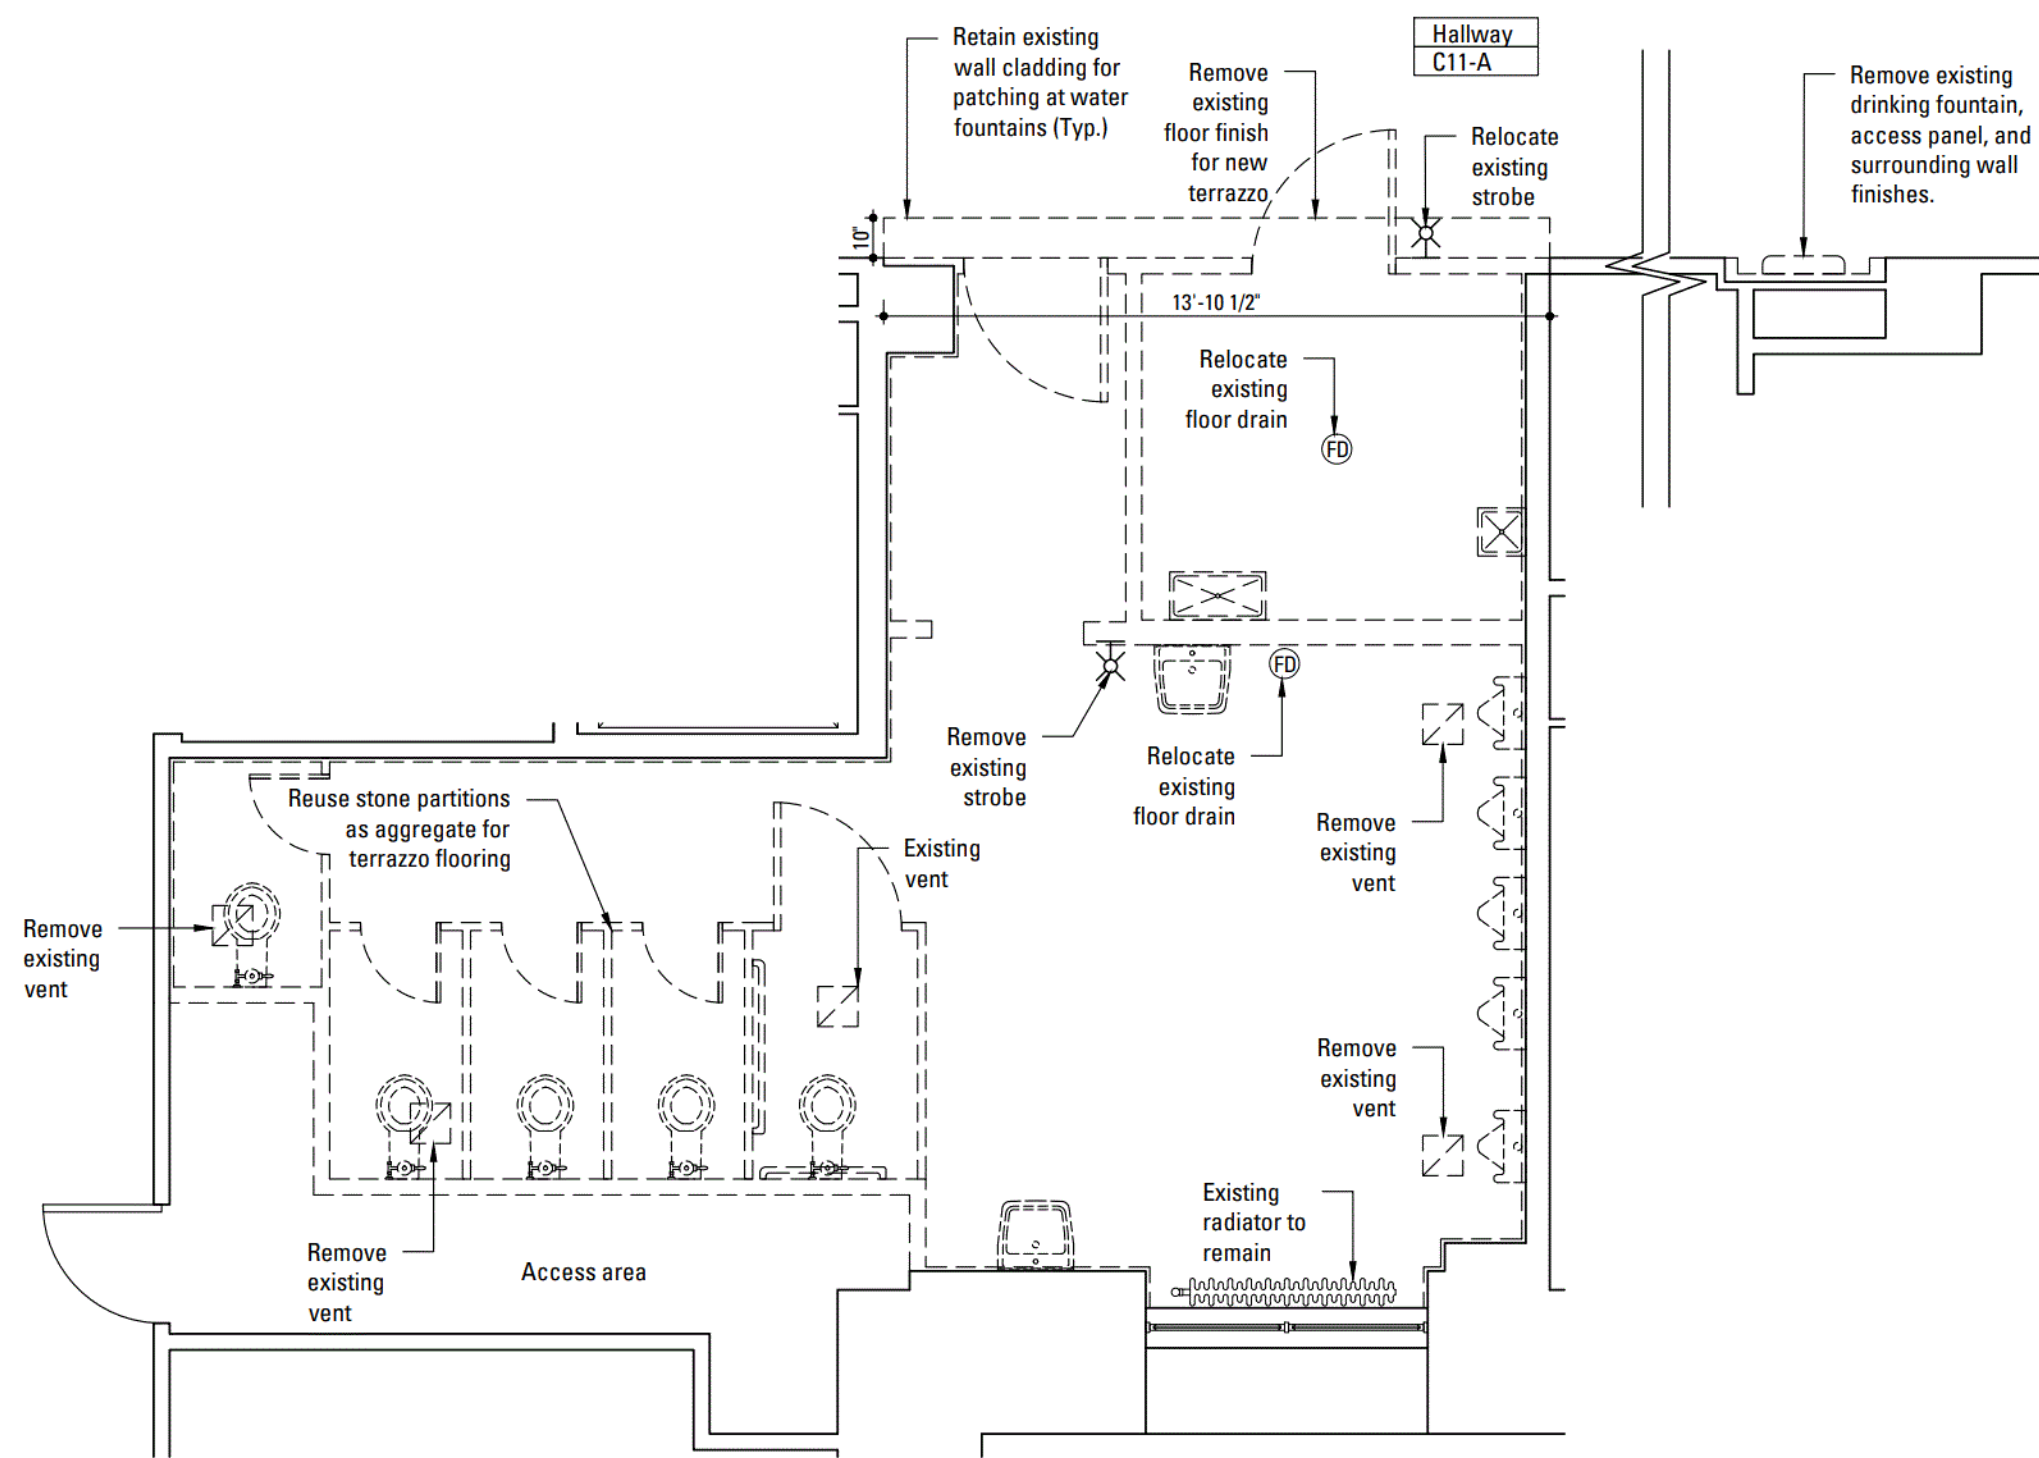 Retain existing
wall cladding for
patching at water
fountains (Typ.)
Remove
existing
floor finish
for new
terrazzo
Hallway
C11-A
Relocate
existing
strobe
Remove existing
drinking fountain,
access panel, and
surrounding wall
finishes.
10"
13'-10 1/2"
Relocate
existing
floor drain
FD
FD
Remove
existing
strobe
Relocate
existing
floor drain
Remove
existing
vent
Reuse stone partitions
as aggregate for
terrazzo flooring
Existing
vent
Remove
existing
vent
Remove
existing
vent
Existing
radiator to
remain
Remove
existing
vent
Access area